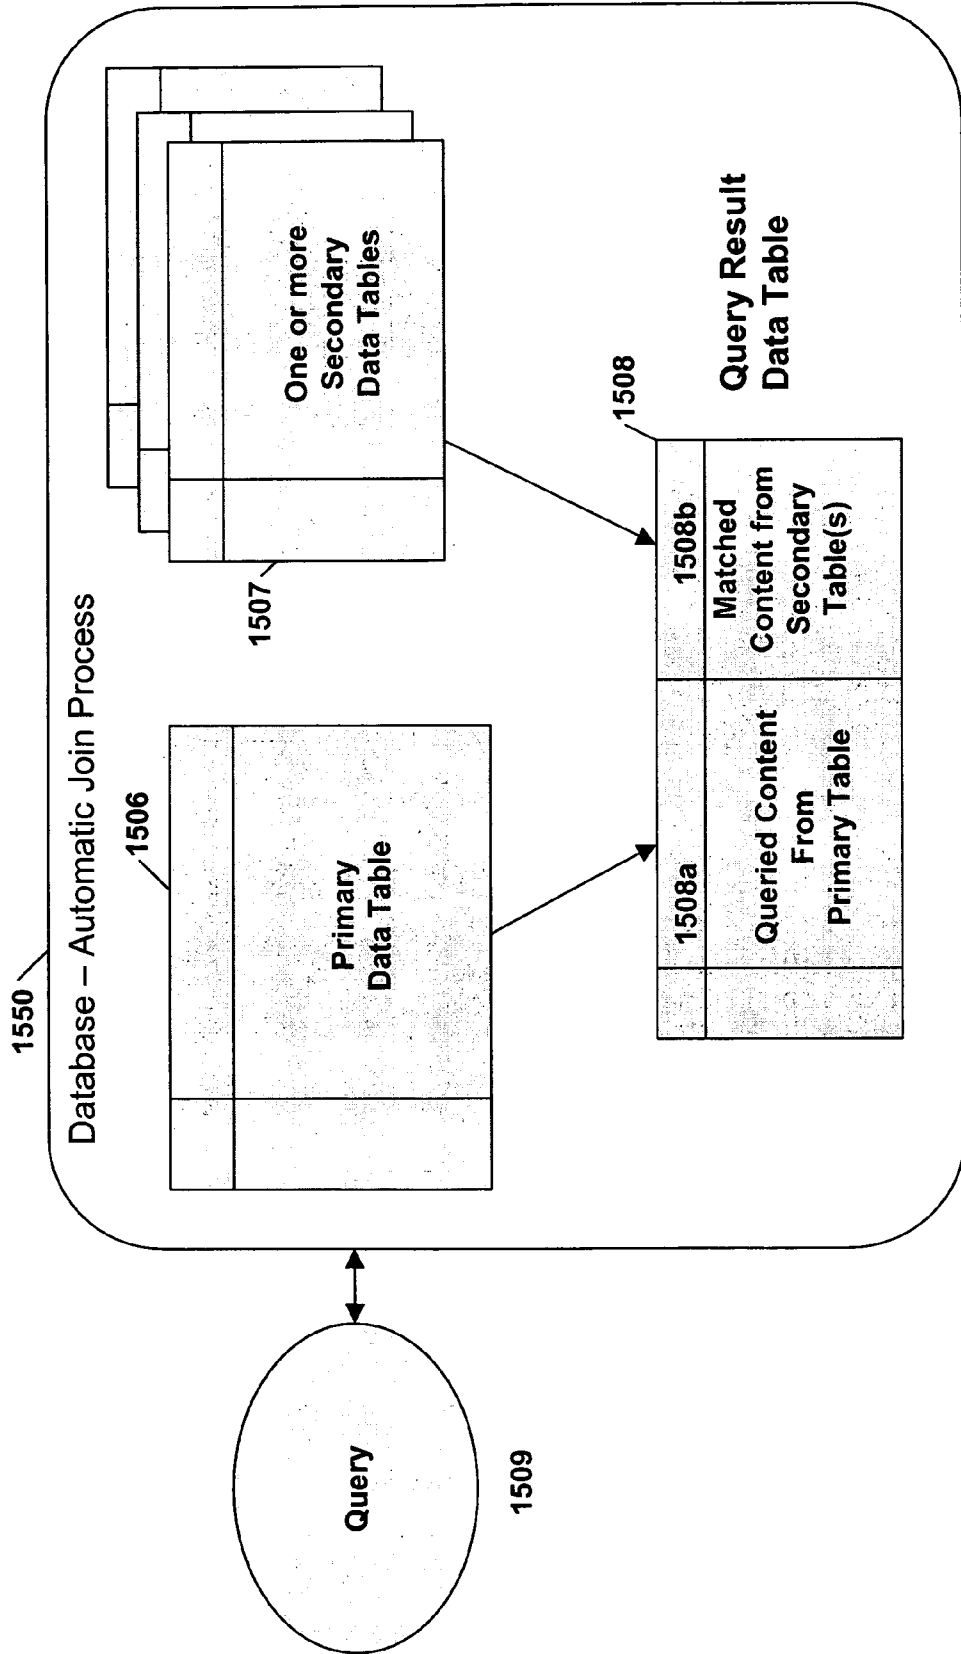 1550
Database – Automatic Join Process
1506
Primary
Data Table
1507
One or more
Secondary
Data Tables
Query
1509
1508
1508a
Queried Content
From
Primary Table
1508b
Matched
Content from
Secondary
Table(s)
Query Result
Data Table